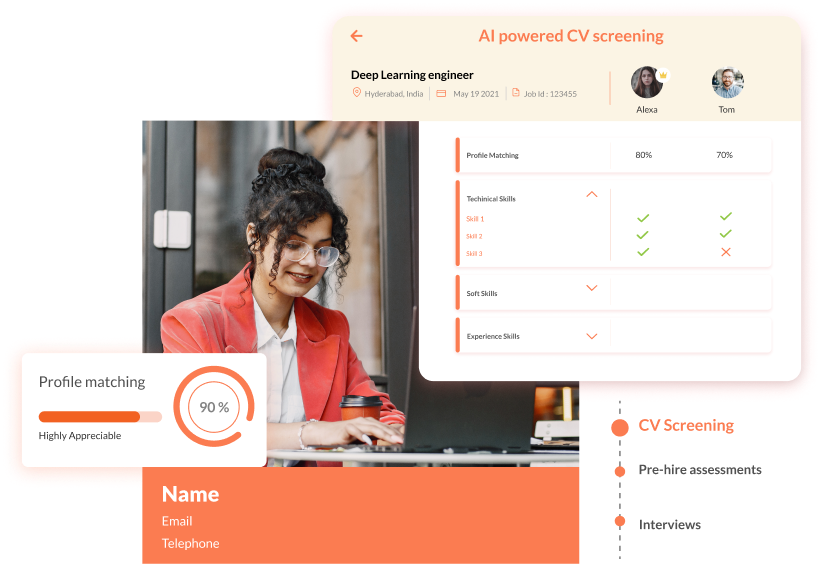 AI powered CV screening
Deep Learning engineer
Hyderabad, India
May 19 2021
Job Id : 123455
Alexa
Tom
Profile Matching
80%
70%
Techinical Skills
Skill 1
Skill 2
Skill 3
Soft Skills
Experience Skills
Profile matching
90 %
Highly Appreciable
Name
Email
Telephone
CV Screening
Pre-hire assessments
Interviews